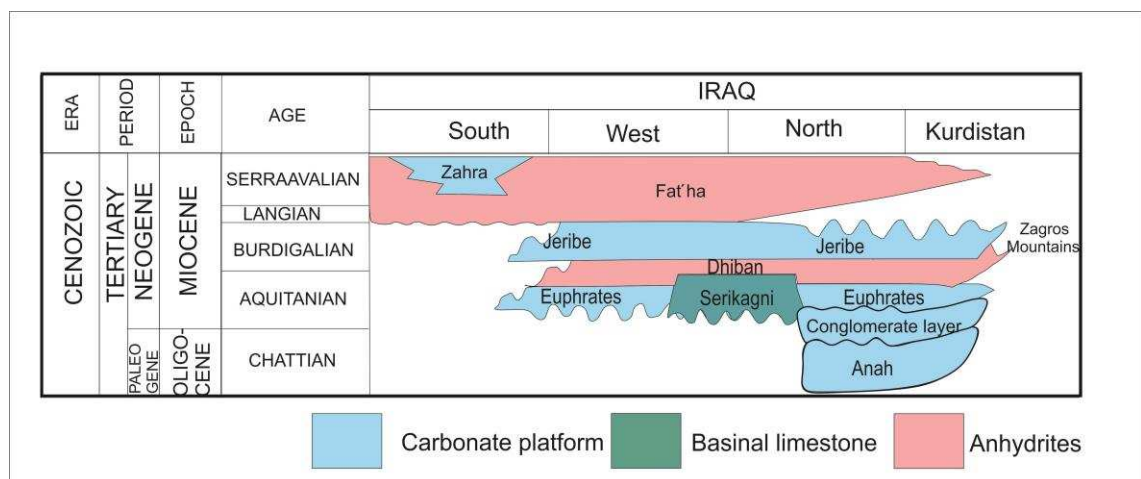 ERA
PERIOD
EPOCH
AGE
IRAQ
South
West
North
Kurdistan
CENOZOIC
TERTIARY
NEOGENE
PALEO
GENE
MIOCENE
OLIGO-
CENE
SERRAAVALIAN
LANGIAN
BURDIGALIAN
AQUITANIAN
CHATTIAN
Zahra
Fat´ha
Jeribe
Jeribe
Zagros
Mountains
Dhiban
Euphrates
Serikagni
Euphrates
Conglomerate layer
Anah
Carbonate platform
Basinal limestone
Anhydrites